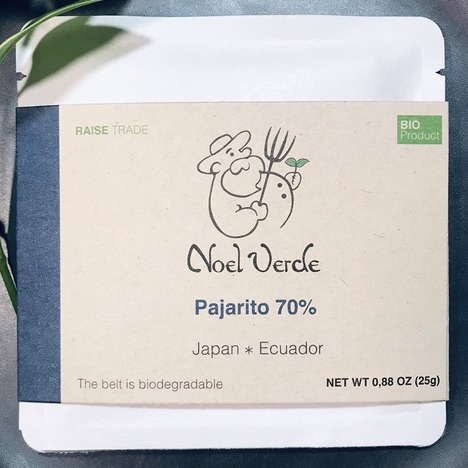 RAISE TRADE
BIO
Product
Noel Verde
Pajarito 70%
Japan * Ecuador
The belt is biodegradable
NET WT 0,88 OZ (25g)